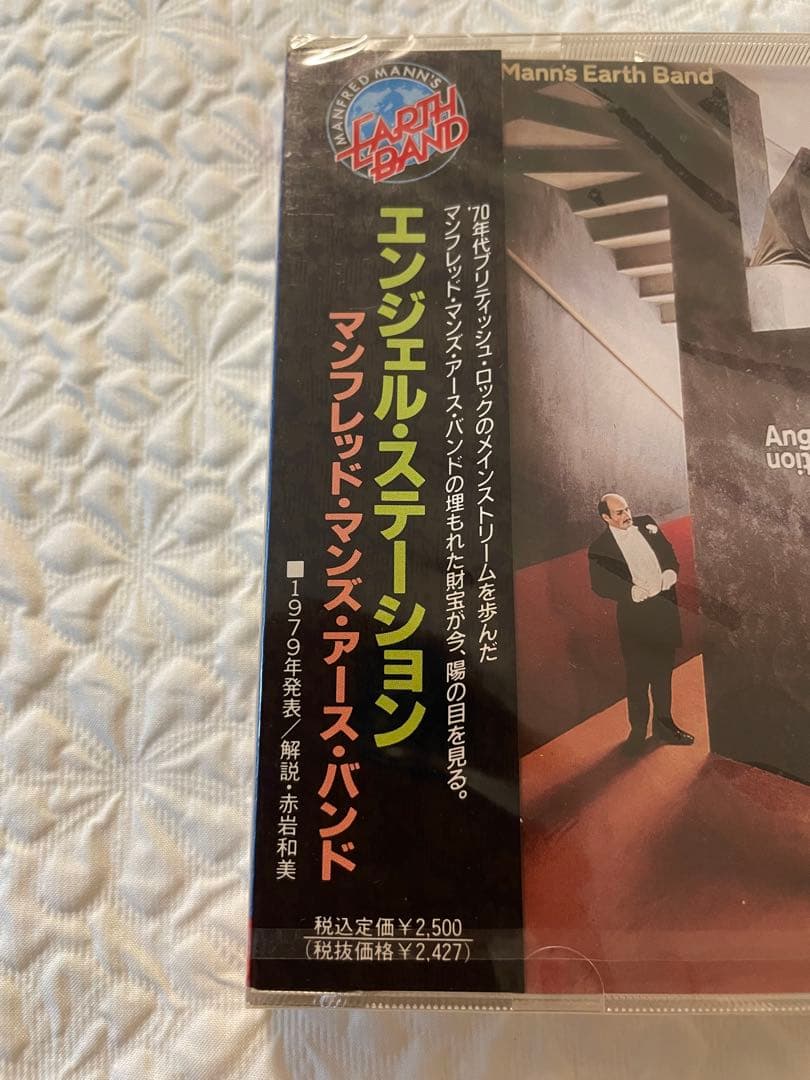 MANFRED MANN'S
EARTH
BAND
Mann's Earth Band
'70年代ブリティッシュ・ロックのメインストリームを歩んだ
マンフレッド・マンズ・アース・バンドの埋もれた財宝が今、陽の目を見る。
エンジェル・ステーション
マンフレッド・マンズ・アース・バンド
■1979年発表/解説・赤岩和美
税込定価¥2,500
(税抜価格¥2,427)
Ang
tion